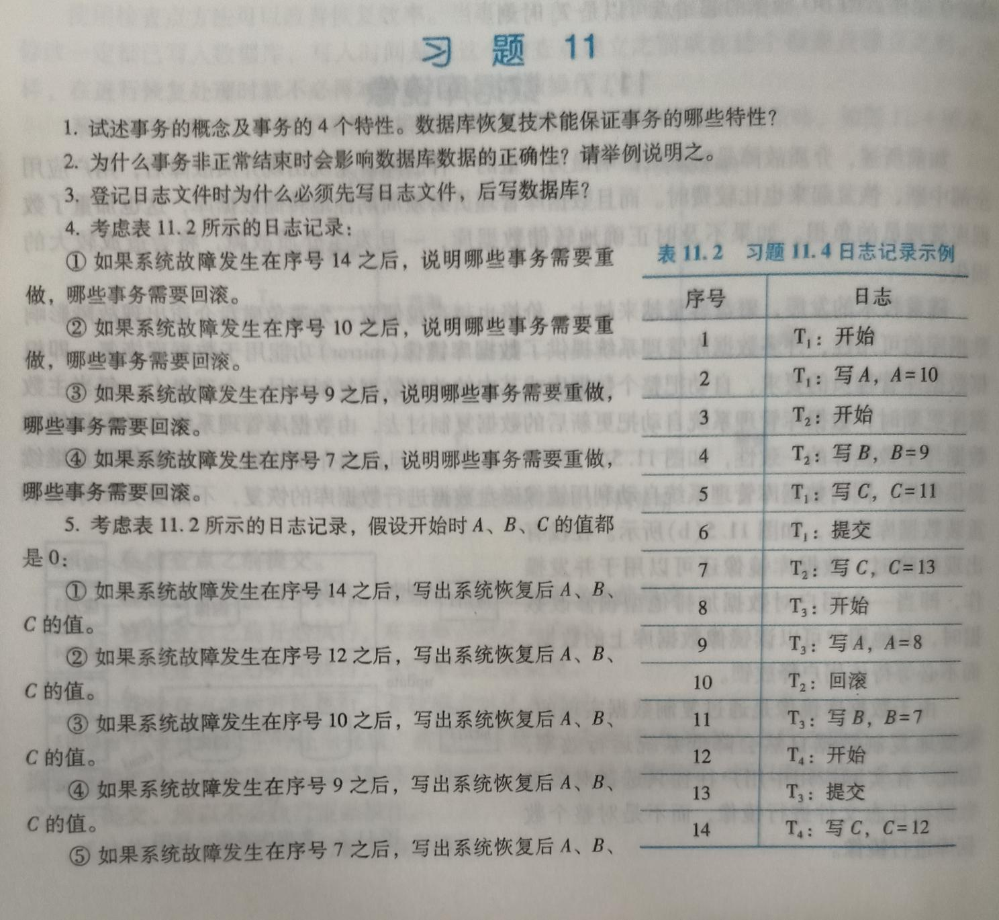 习 题 11
1. 试述事务的概念及事务的 4 个特性。数据库恢复技术能保证事务的哪些特性？
2. 为什么事务非正常结束时会影响数据库数据的正确性？请举例说明之。
3. 登记日志文件时为什么必须先写日志文件，后写数据库？
4. 考虑表 11.2 所示的日志记录：
① 如果系统故障发生在序号 14 之后，说明哪些事务需要重
做，哪些事务需要回滚。
② 如果系统故障发生在序号 10 之后，说明哪些事务需要重
做，哪些事务需要回滚。
③ 如果系统故障发生在序号 9 之后，说明哪些事务需要重做，
哪些事务需要回滚。
④ 如果系统故障发生在序号 7 之后，说明哪些事务需要重做，
哪些事务需要回滚。
5. 考虑表 11.2 所示的日志记录，假设开始时 A、B、C 的值都
是 0：
① 如果系统故障发生在序号 14 之后，写出系统恢复后 A、B、
C 的值。
② 如果系统故障发生在序号 12 之后，写出系统恢复后 A、B、
C 的值。
③ 如果系统故障发生在序号 10 之后，写出系统恢复后 A、B、
C 的值。
④ 如果系统故障发生在序号 9 之后，写出系统恢复后 A、B、
C 的值。
⑤ 如果系统故障发生在序号 7 之后，写出系统恢复后 A、B、
表 11.2 习题 11.4 日志记录示例
序号 日志
1 T₁：开始
2 T₁：写 A，A=10
3 T₂：开始
4 T₂：写 B，B=9
5 T₁：写 C，C=11
6 T₁：提交
7 T₂：写 C，C=13
8 T₃：开始
9 T₃：写 A，A=8
10 T₂：回滚
11 T₃：写 B，B=7
12 T₄：开始
13 T₃：提交
14 T₄：写 C，C=12